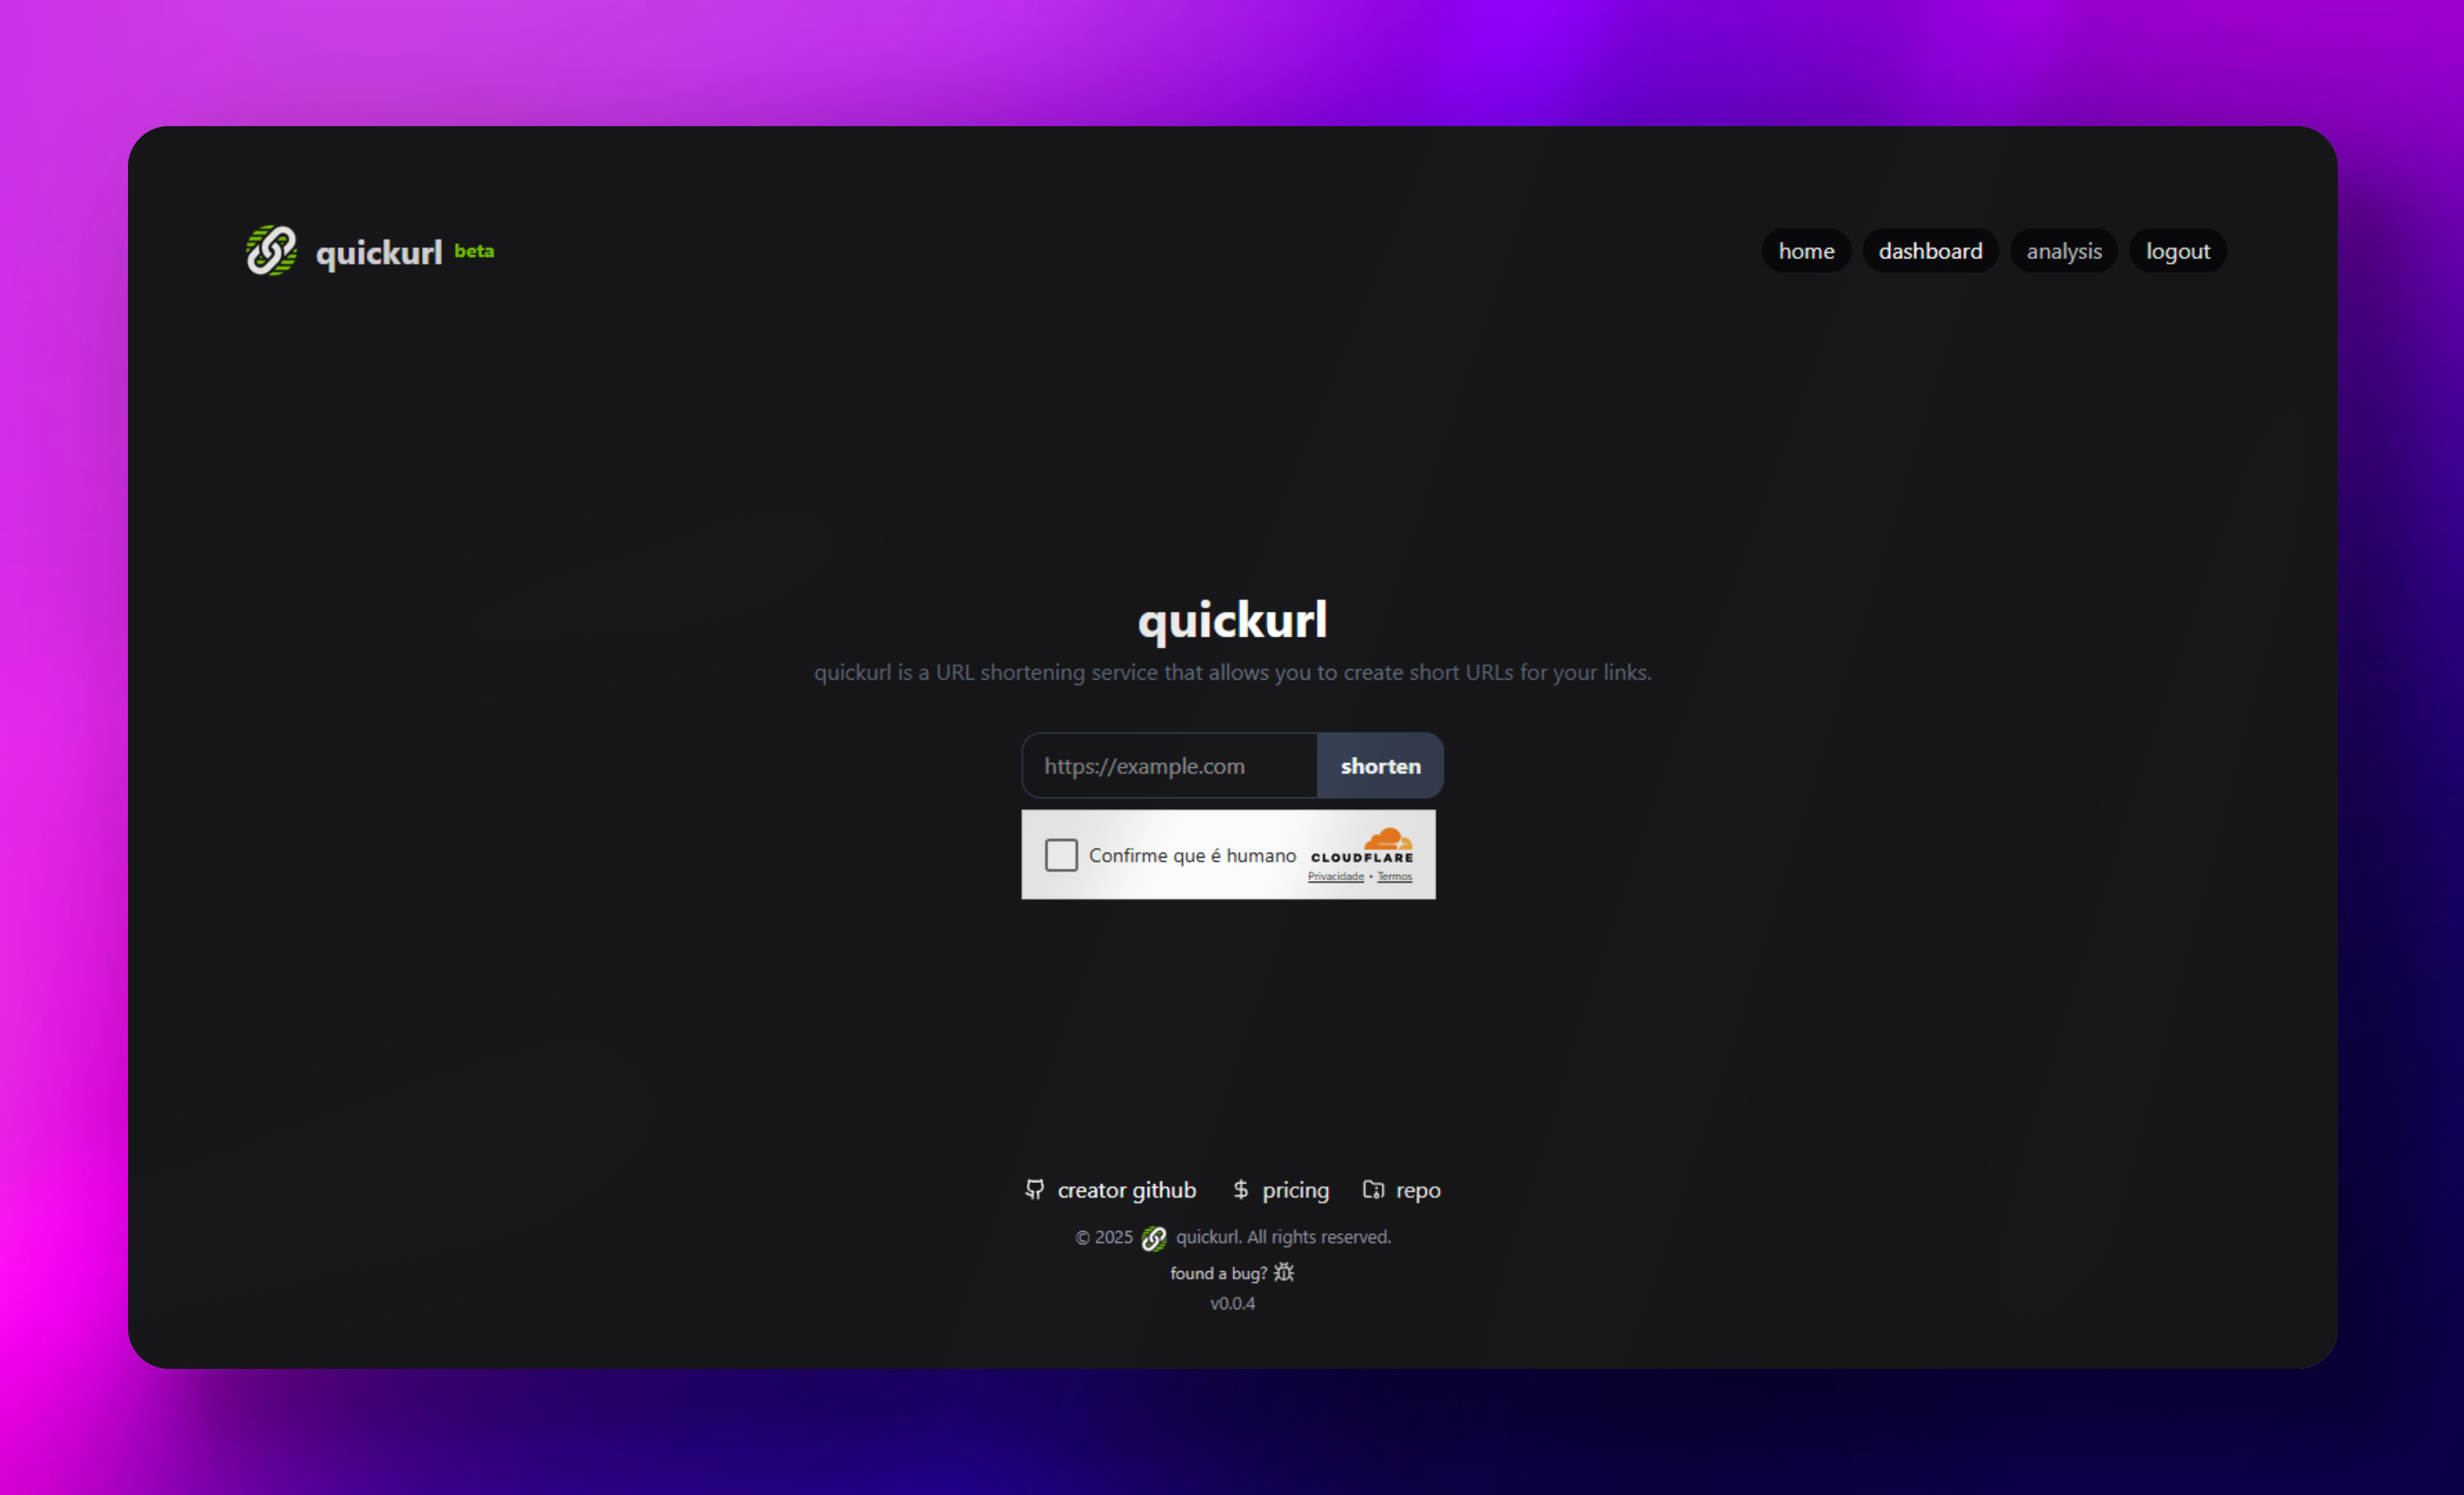 quickurl beta
home dashboard analysis logout
quickurl
quickurl is a URL shortening service that allows you to create short URLs for your links.
https://example.com shorten
Confirme que é humano
CLOUDFLARE
Privacidade • Termos
creator github pricing repo
© 2025 quickurl. All rights reserved.
found a bug?
v0.0.4